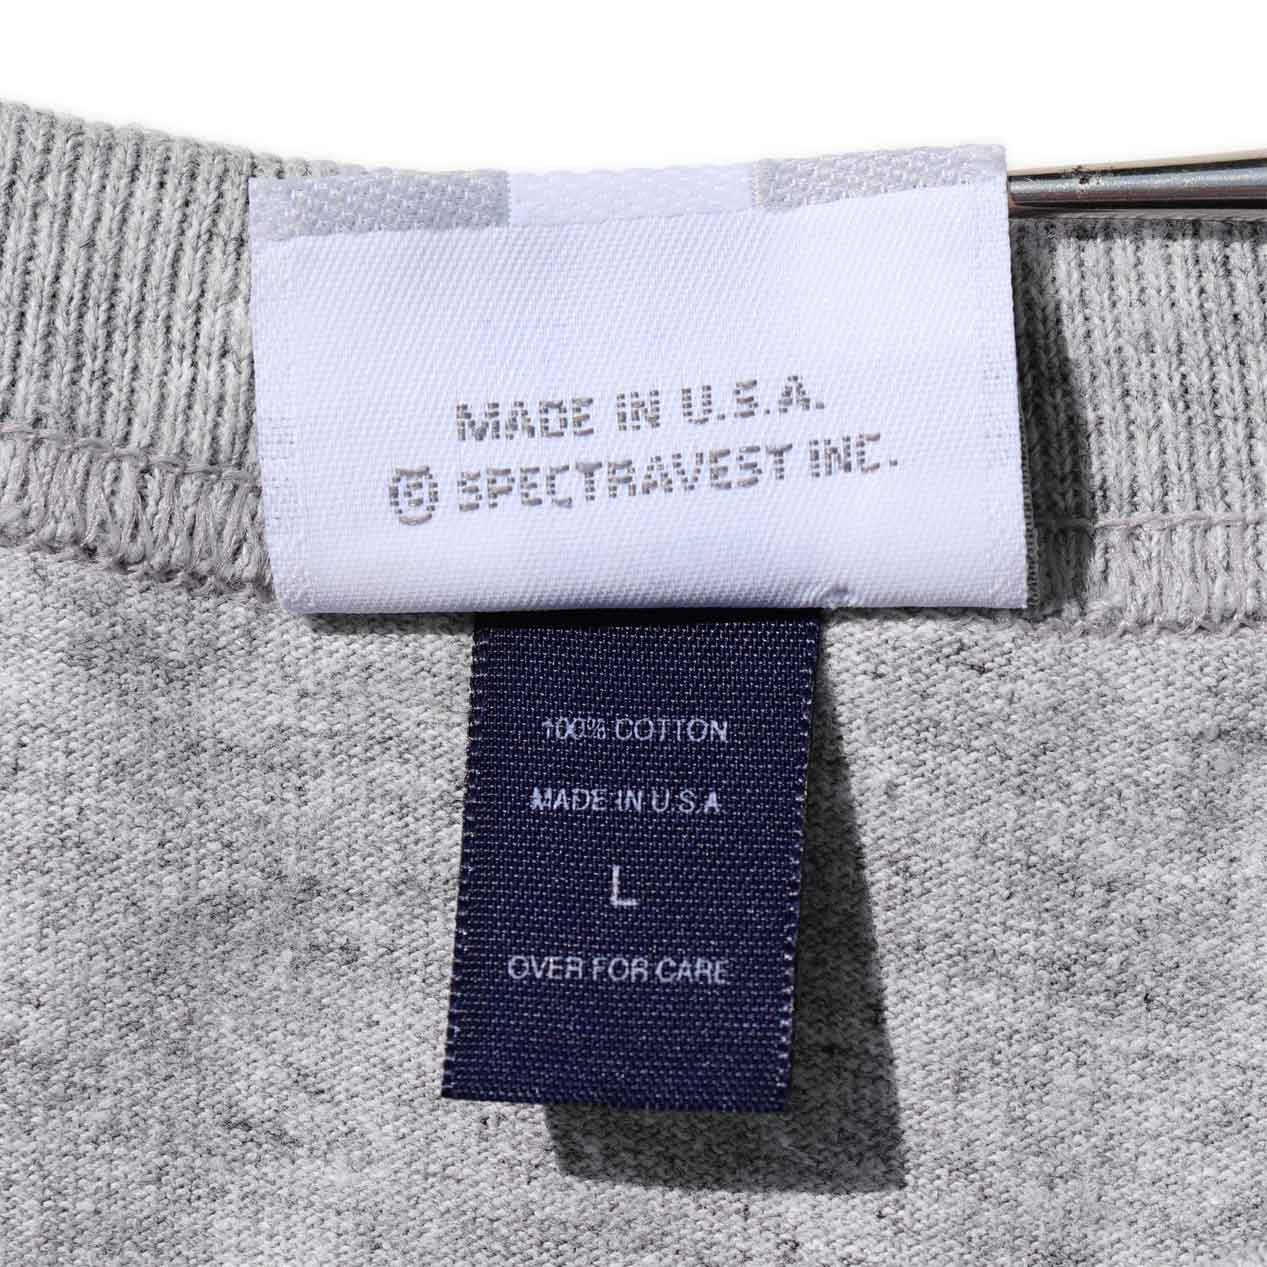 MADE IN U.S.A.
© SPECTRAVEST INC.
100% COTTON
MADE IN U.S.A
L
OVER FOR CARE